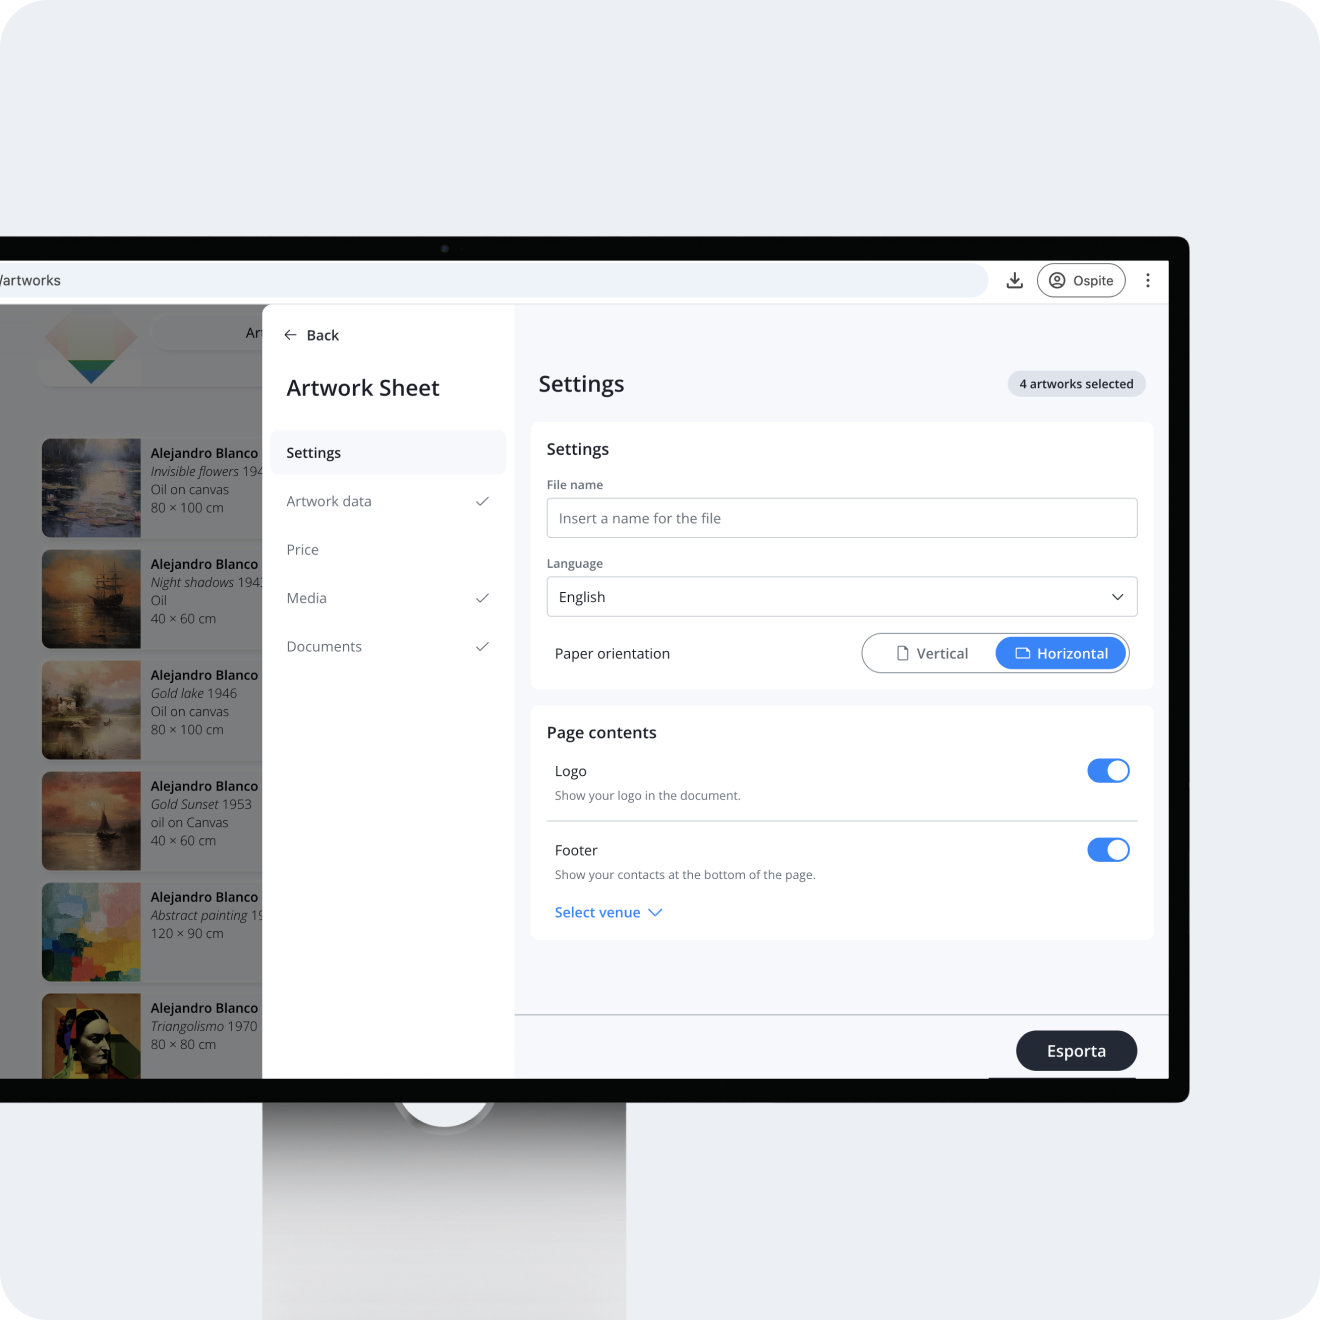 /artworks
Ospite
Back
Artwork Sheet
Settings
Artwork data
Price
Media
Documents
Settings
4 artworks selected
Settings
File name
Insert a name for the file
Language
English
Paper orientation
Vertical
Horizontal
Page contents
Logo
Show your logo in the document.
Footer
Show your contacts at the bottom of the page.
Select venue
Esporta
Alejandro Blanco
Invisible flowers 194
Oil on canvas
80 × 100 cm
Alejandro Blanco
Night shadows 194
Oil
40 × 60 cm
Alejandro Blanco
Gold lake 1946
Oil on canvas
80 × 100 cm
Alejandro Blanco
Gold Sunset 1953
oil on Canvas
40 × 60 cm
Alejandro Blanco
Abstract painting 19
120 × 90 cm
Alejandro Blanco
Triangolismo 1970
80 × 80 cm